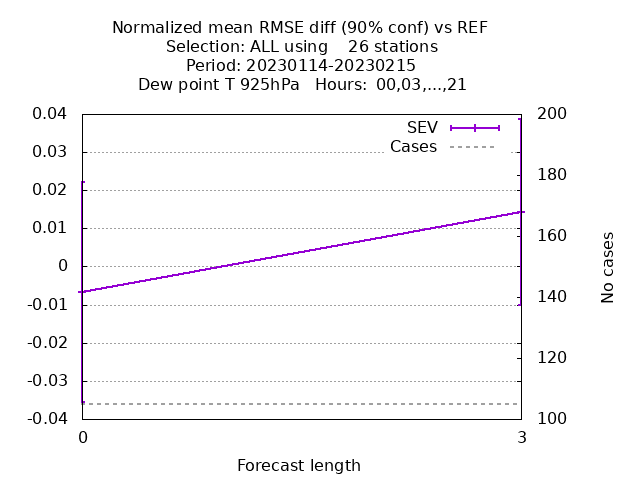 Normalized mean RMSE diff (90% conf) vs REF
Selection: ALL using    26 stations
Period: 20230114-20230215
Dew point T 925hPa   Hours:  00,03,...,21
SEV
Cases
0.04
0.03
0.02
0.01
0
-0.01
-0.02
-0.03
-0.04
200
180
160
140
120
100
No cases
0
3
Forecast length